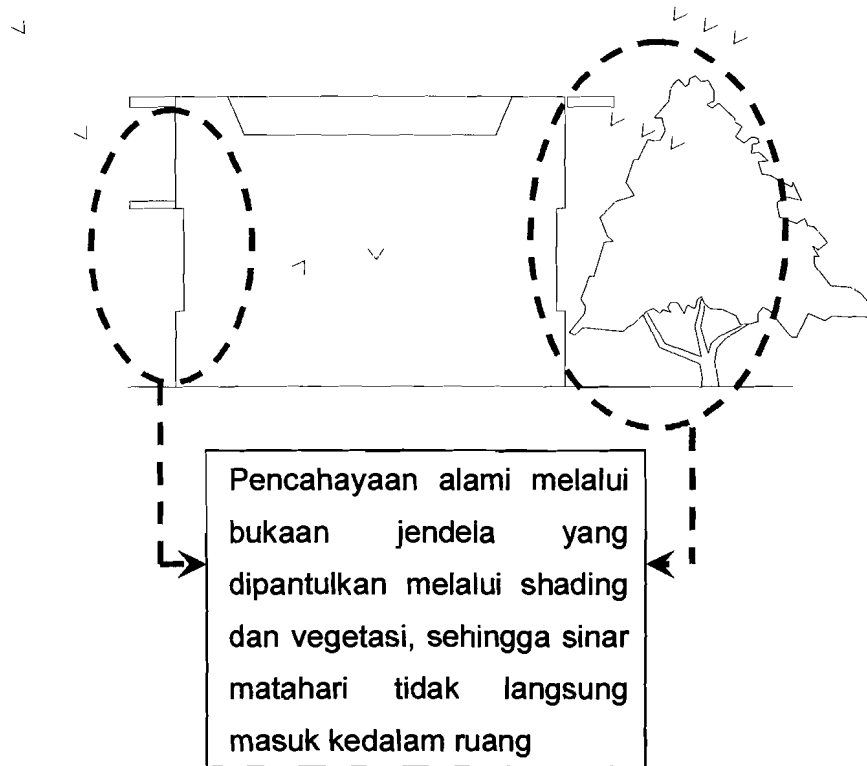 Pencahayaan alami melalui
bukaan jendela yang
dipantulkan melalui shading
dan vegetasi, sehingga sinar
matahari tidak langsung
masuk kedalam ruang